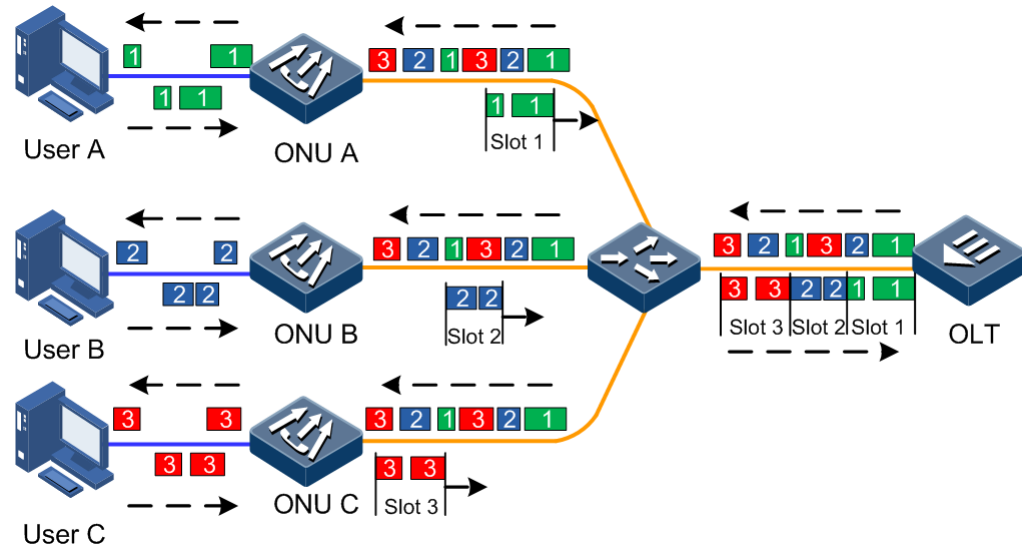 1 1 3 2 1 3 2 1
1 1 1 1
Slot 1
User A ONU A
2 2 3 2 1 3 2 1 3 2 1 3 2 1
2 2 2 2 3 3 2 2 1 1
Slot 2 Slot 3 Slot 2 Slot 1
User B ONU B OLT
3 3 3 2 1 3 2 1
3 3 3 3
Slot 3
User C ONU C